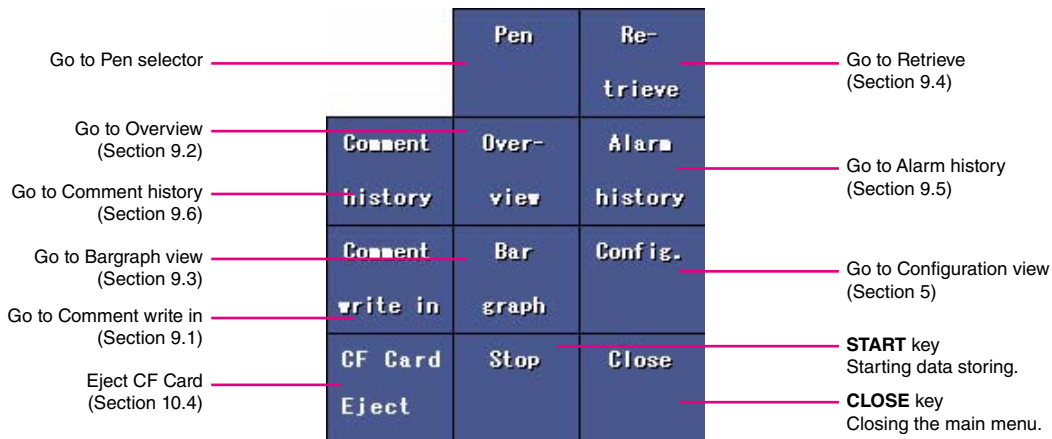 Go to Pen selector
Go to Overview
(Section 9.2)
Go to Comment history
(Section 9.6)
Go to Bargraph view
(Section 9.3)
Go to Comment write in
(Section 9.1)
Eject CF Card
(Section 10.4)
Pen
Re-
trieve
Comment
history
Over-
view
Alarm
history
Comment
write in
Bar
graph
Config.
CF Card
Eject
Stop
Close
Go to Retrieve
(Section 9.4)
Go to Alarm history
(Section 9.5)
Go to Configuration view
(Section 5)
START key
Starting data storing.
CLOSE key
Closing the main menu.